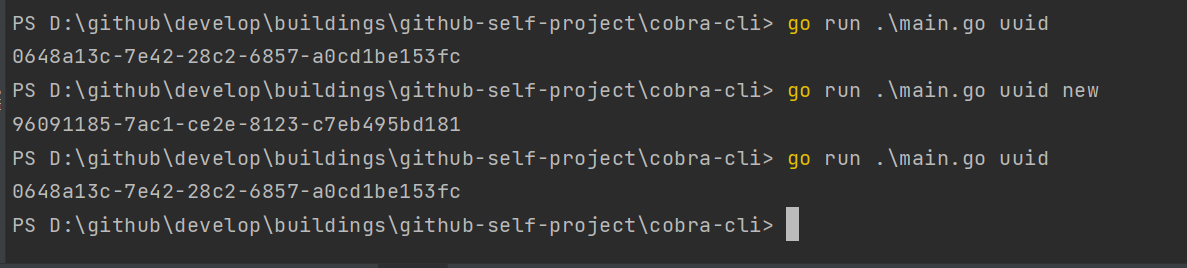 PS D:\github\develop\buildings\github-self-project\cobra-cli> go run .\main.go uuid
0648a13c-7e42-28c2-6857-a0cd1be153fc
PS D:\github\develop\buildings\github-self-project\cobra-cli> go run .\main.go uuid new
96091185-7ac1-ce2e-8123-c7eb495bd181
PS D:\github\develop\buildings\github-self-project\cobra-cli> go run .\main.go uuid
0648a13c-7e42-28c2-6857-a0cd1be153fc
PS D:\github\develop\buildings\github-self-project\cobra-cli>